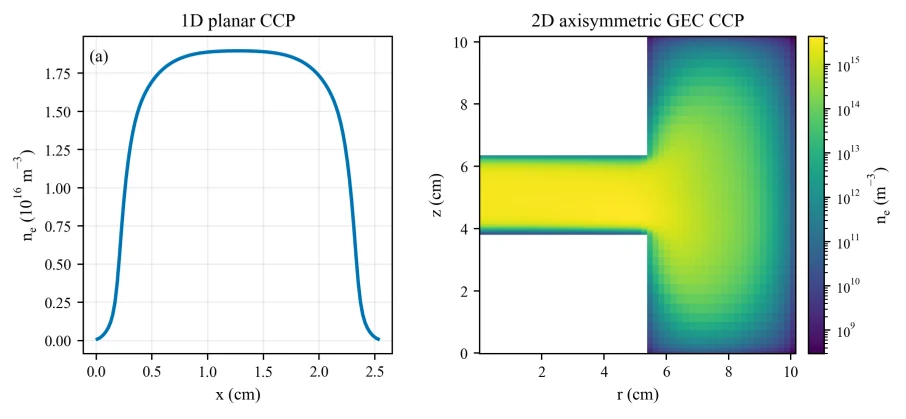 1D planar CCP
(a)
n_e (10^16 m^−3)
1.75
1.50
1.25
1.00
0.75
0.50
0.25
0.00
0.0 0.5 1.0 1.5 2.0 2.5
x (cm)
2D axisymmetric GEC CCP
z (cm)
10
8
6
4
2
0
2 4 6 8 10
r (cm)
10^15
10^14
10^13
10^12
10^11
10^10
10^9
n_e (m^−3)